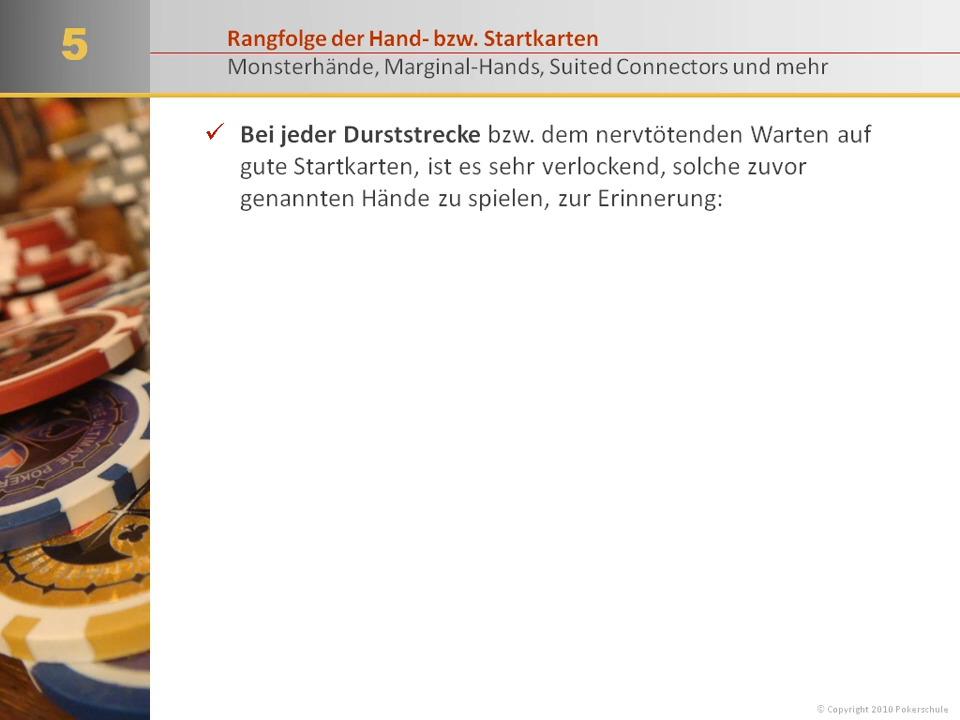 5
Rangfolge der Hand- bzw. Startkarten
Monsterhände, Marginal-Hands, Suited Connectors und mehr
✓ Bei jeder Durststrecke bzw. dem nervtötenden Warten auf
gute Startkarten, ist es sehr verlockend, solche zuvor
genannten Hände zu spielen, zur Erinnerung:
ULTIMATE POKER
© Copyright 2010 Pokerschule